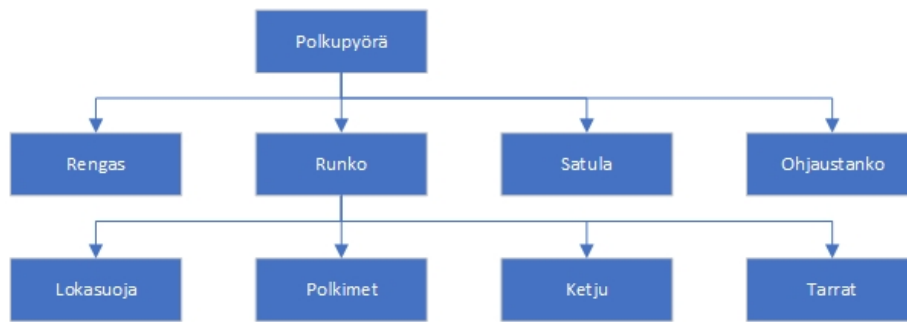 Polkupyörä
Rengas
Runko
Satula
Ohjaustanko
Lokasuoja
Polkimet
Ketju
Tarrat